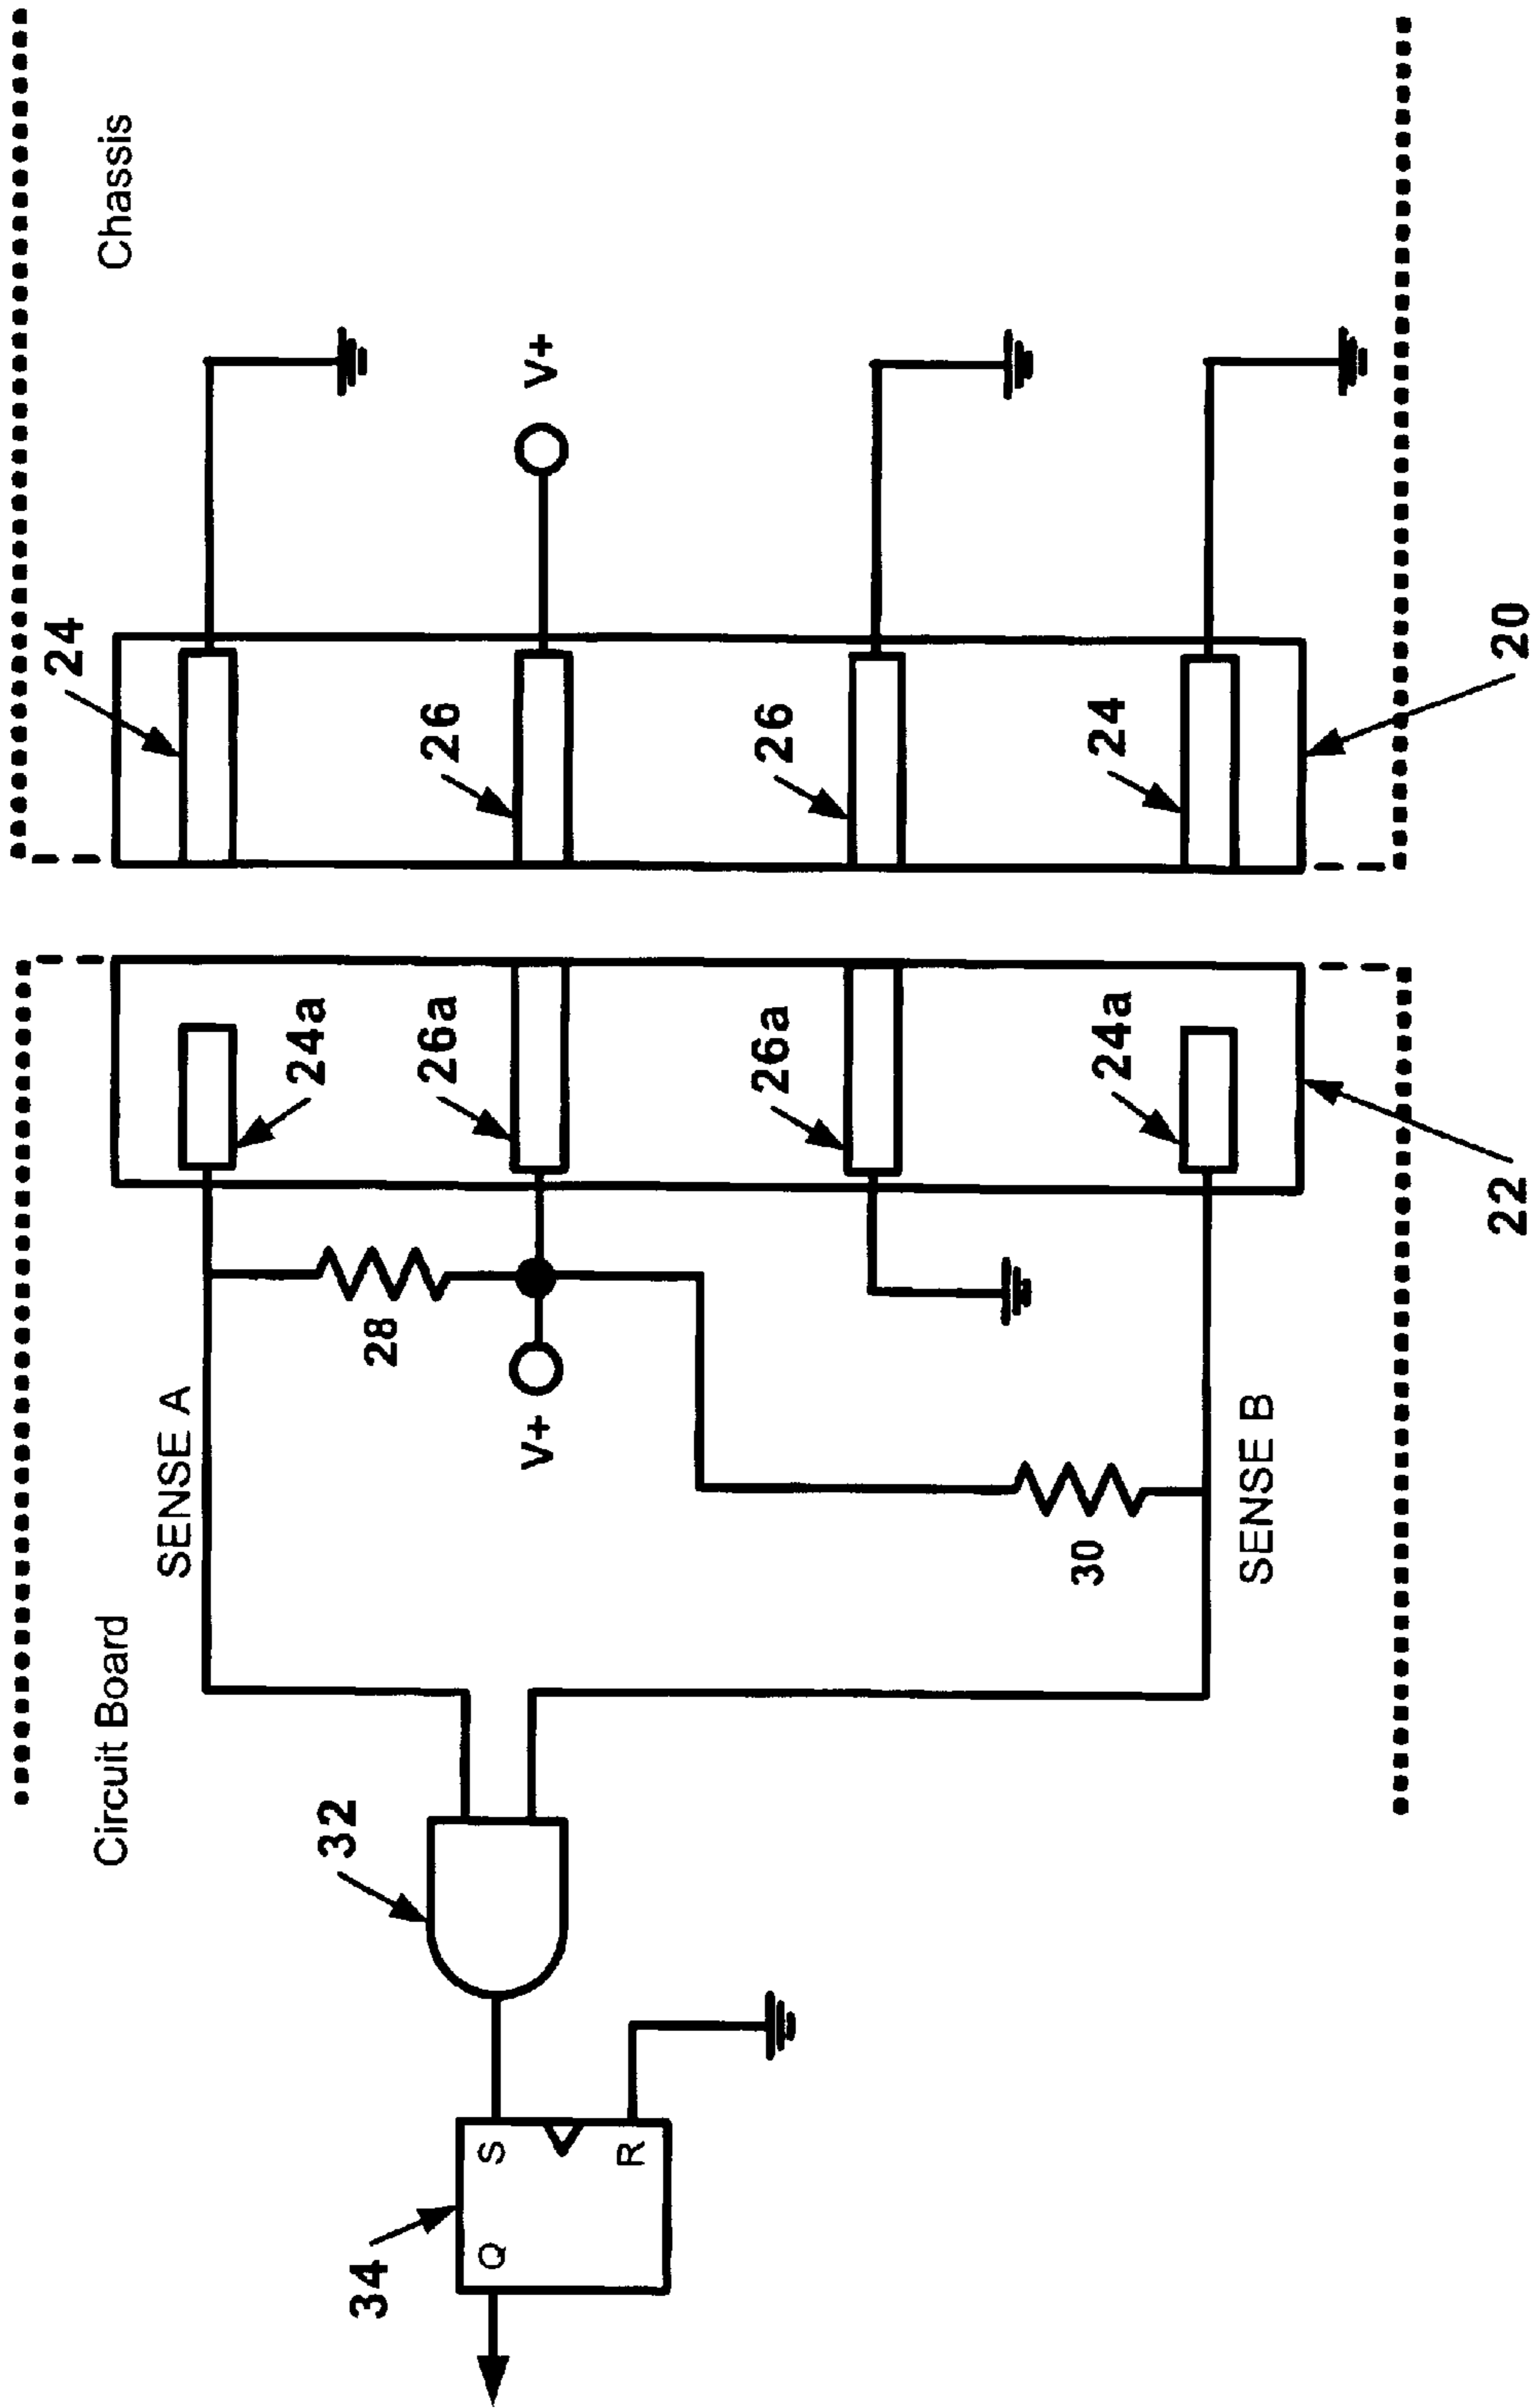 Chassis
24
V+
26
26
24
20
24a
26a
26a
24a
22
28
V+
SENSE A
30
SENSE B
Circuit Board
32
S
R
Q
34